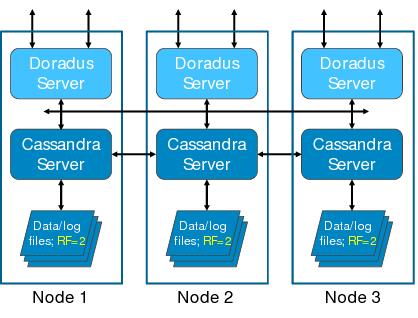 Doradus
Server
Doradus
Server
Doradus
Server
Cassandra
Server
Cassandra
Server
Cassandra
Server
Data/log
files; RF=2
Data/log
files; RF=2
Data/log
files; RF=2
Node 1
Node 2
Node 3